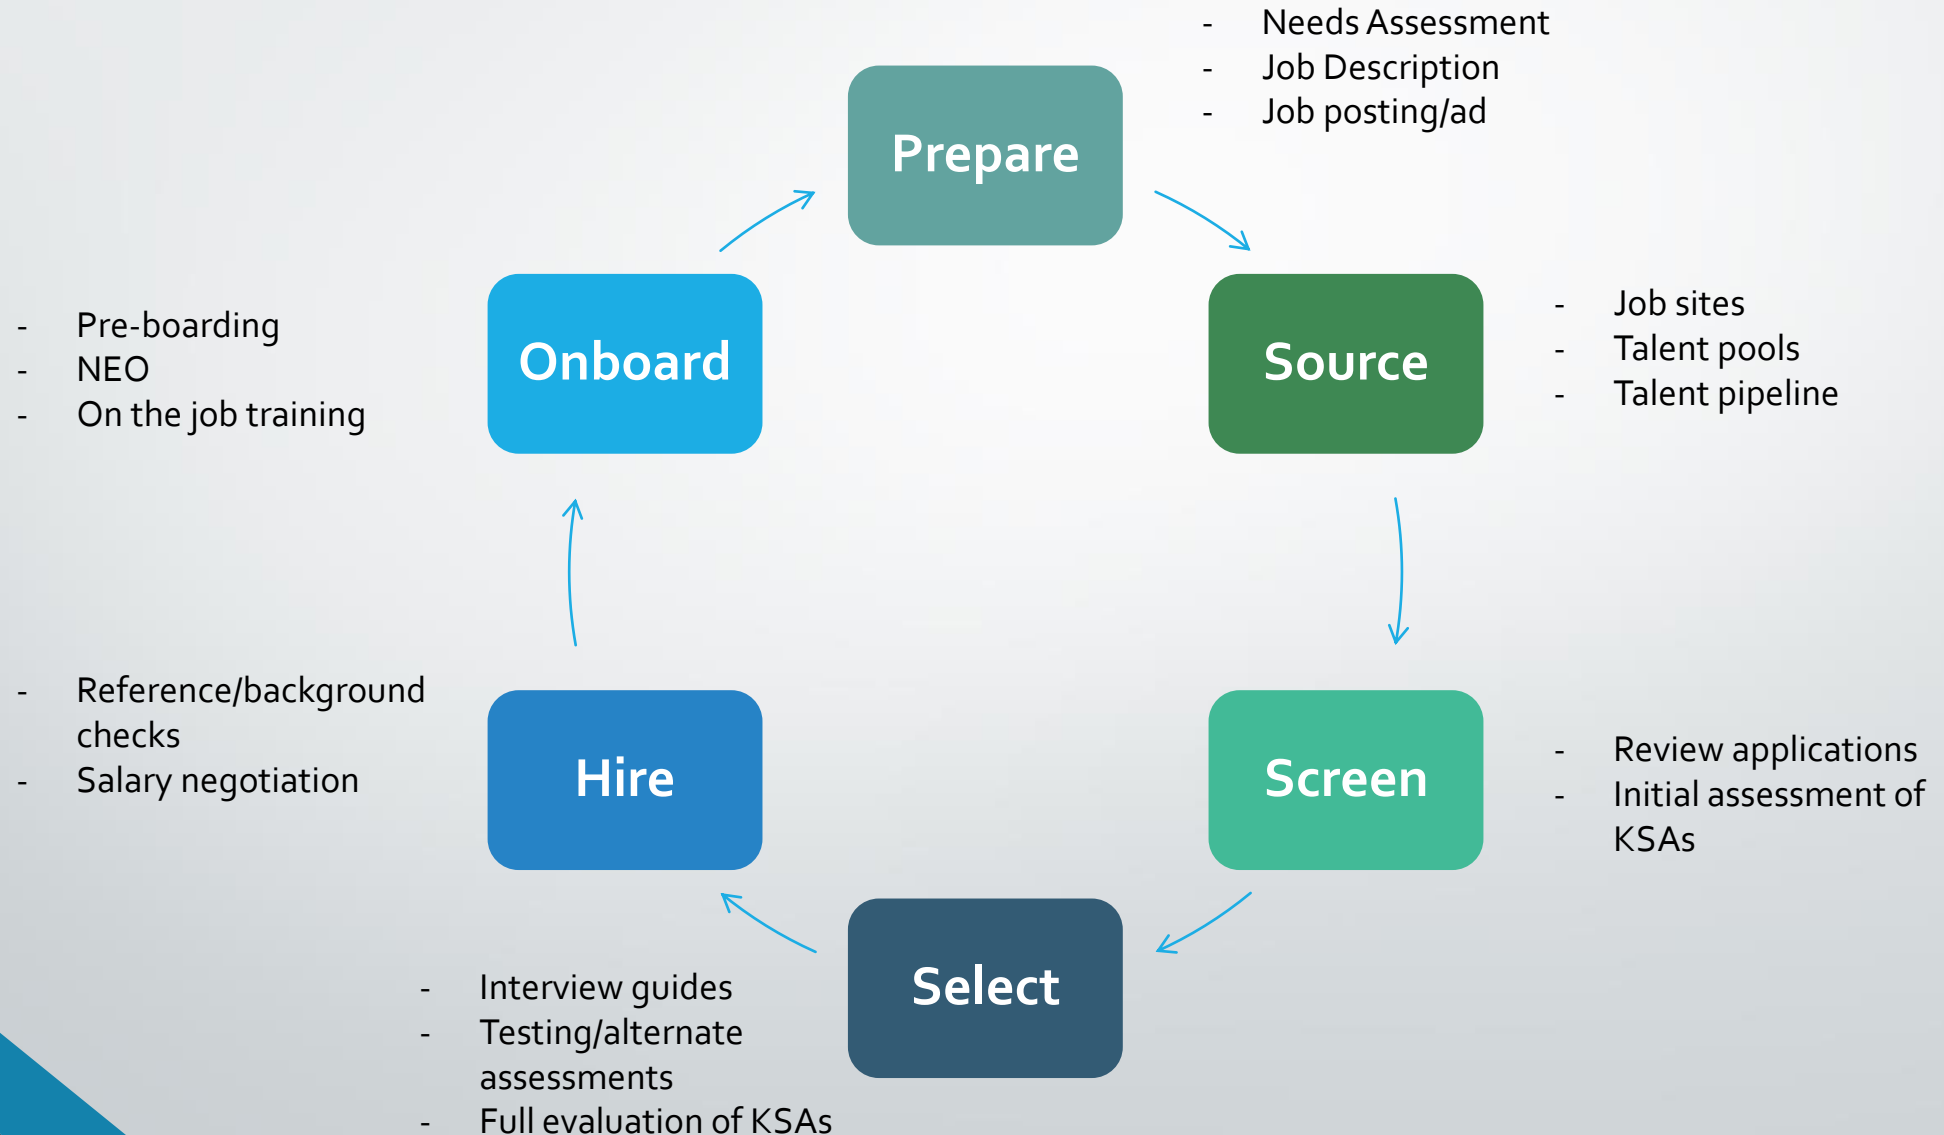 Prepare
- Needs Assessment
- Job Description
- Job posting/ad
Source
- Job sites
- Talent pools
- Talent pipeline
Screen
- Review applications
- Initial assessment of
KSAs
Select
- Interview guides
- Testing/alternate
assessments
- Full evaluation of KSAs
Hire
- Reference/background
checks
- Salary negotiation
Onboard
- Pre-boarding
- NEO
- On the job training